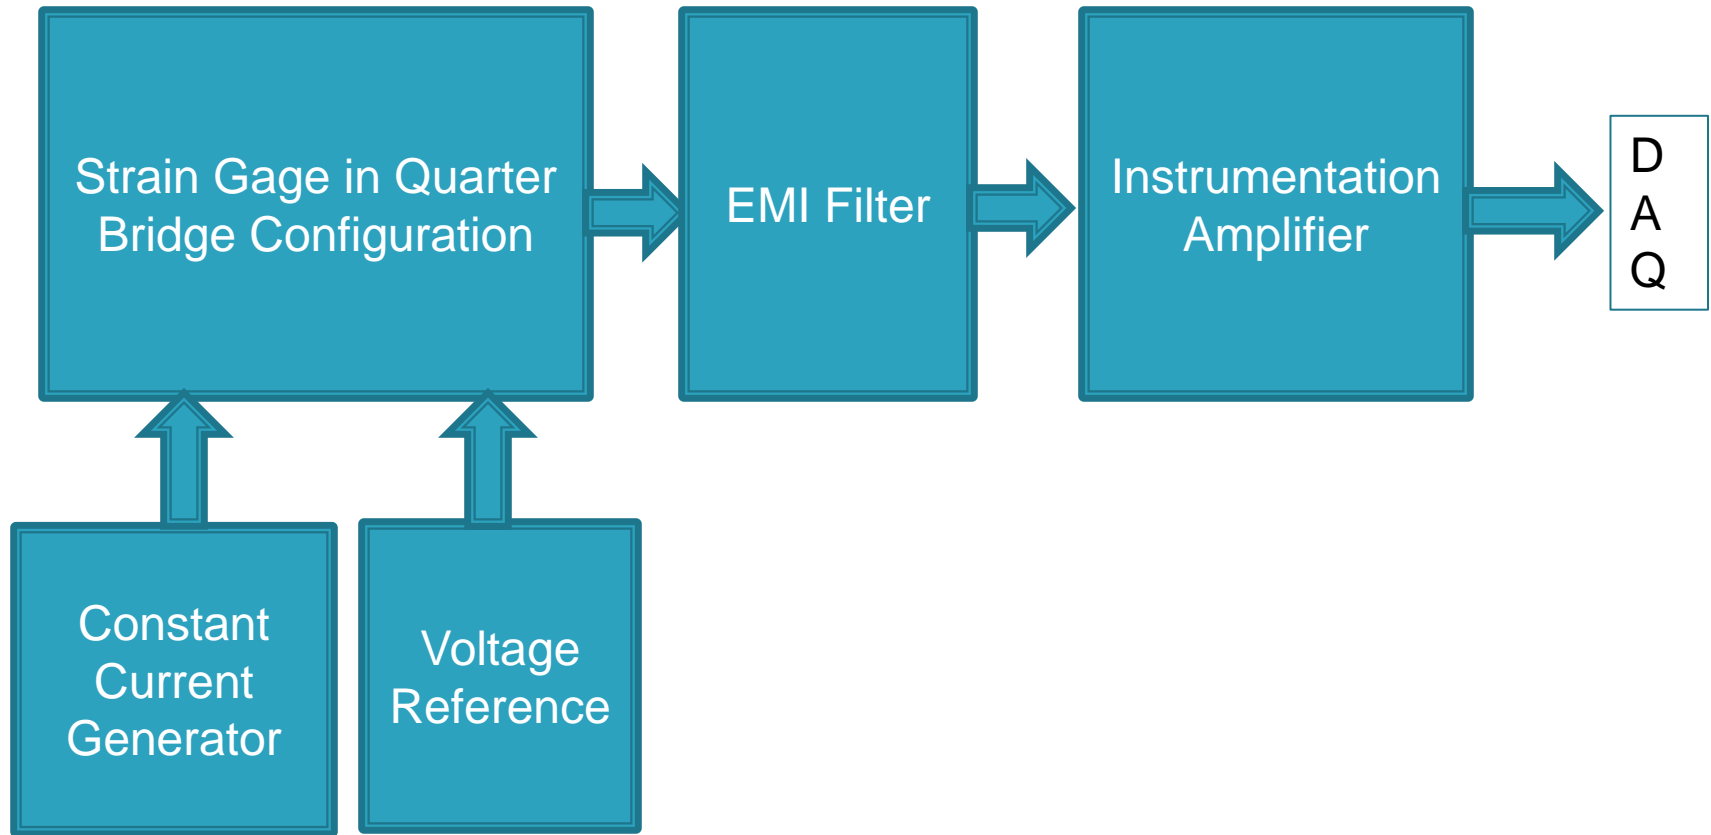 Strain Gage in Quarter
Bridge Configuration
EMI Filter
Instrumentation
Amplifier
D
A
Q
Constant
Current
Generator
Voltage
Reference